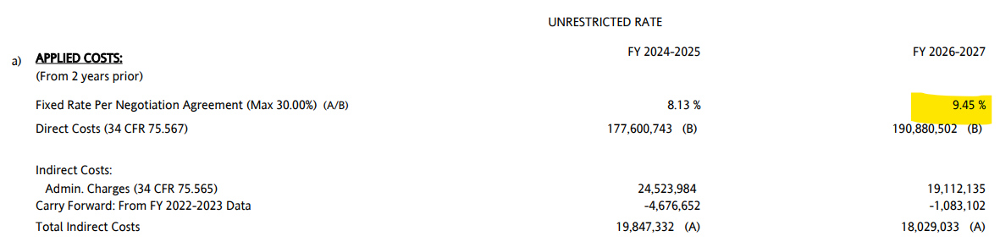 UNRESTRICTED RATE
FY 2024-2025 FY 2026-2027
a) APPLIED COSTS:
(From 2 years prior)
Fixed Rate Per Negotiation Agreement (Max 30.00%) (A/B) 8.13 % 9.45 %
Direct Costs (34 CFR 75.567) 177,600,743 (B) 190,880,502 (B)
Indirect Costs:
Admin. Charges (34 CFR 75.565) 24,523,984 19,112,135
Carry Forward: From FY 2022-2023 Data -4,676,652 -1,083,102
Total Indirect Costs 19,847,332 (A) 18,029,033 (A)